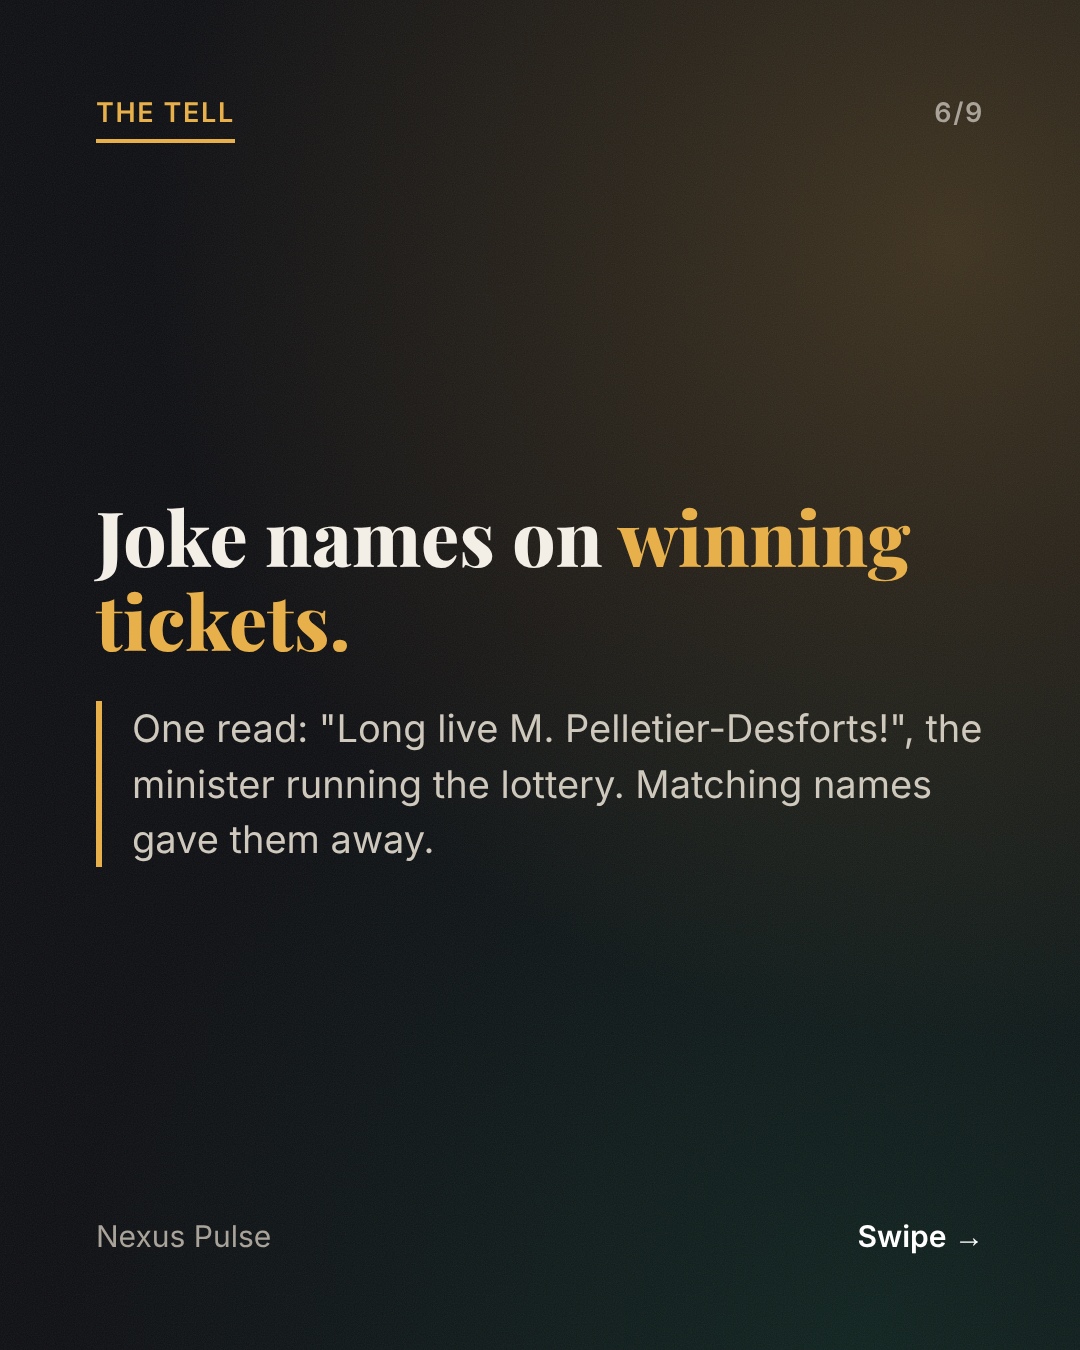 THE TELL
6/9
Joke names on winning
tickets.
One read: "Long live M. Pelletier-Desforts!", the
minister running the lottery. Matching names
gave them away.
Nexus Pulse
Swipe →